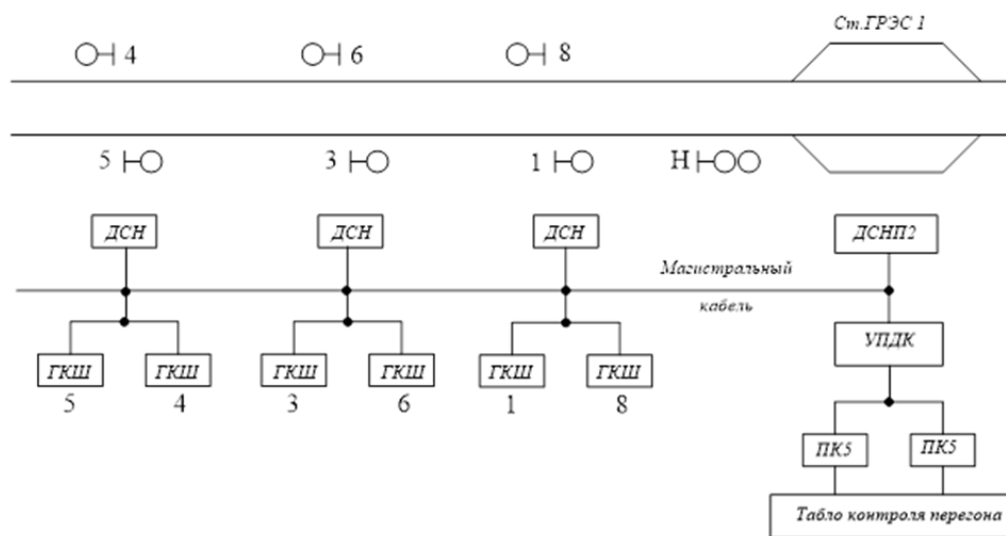 Ст.ГРЭС 1
4
6
8
5
3
1
Н
ДСН
ДСН
ДСН
ДСНП2
Магистральный
кабель
УПДК
ГКШ
ГКШ
ГКШ
ГКШ
ГКШ
ГКШ
5
4
3
6
1
8
ПК5
ПК5
Табло контроля перегона